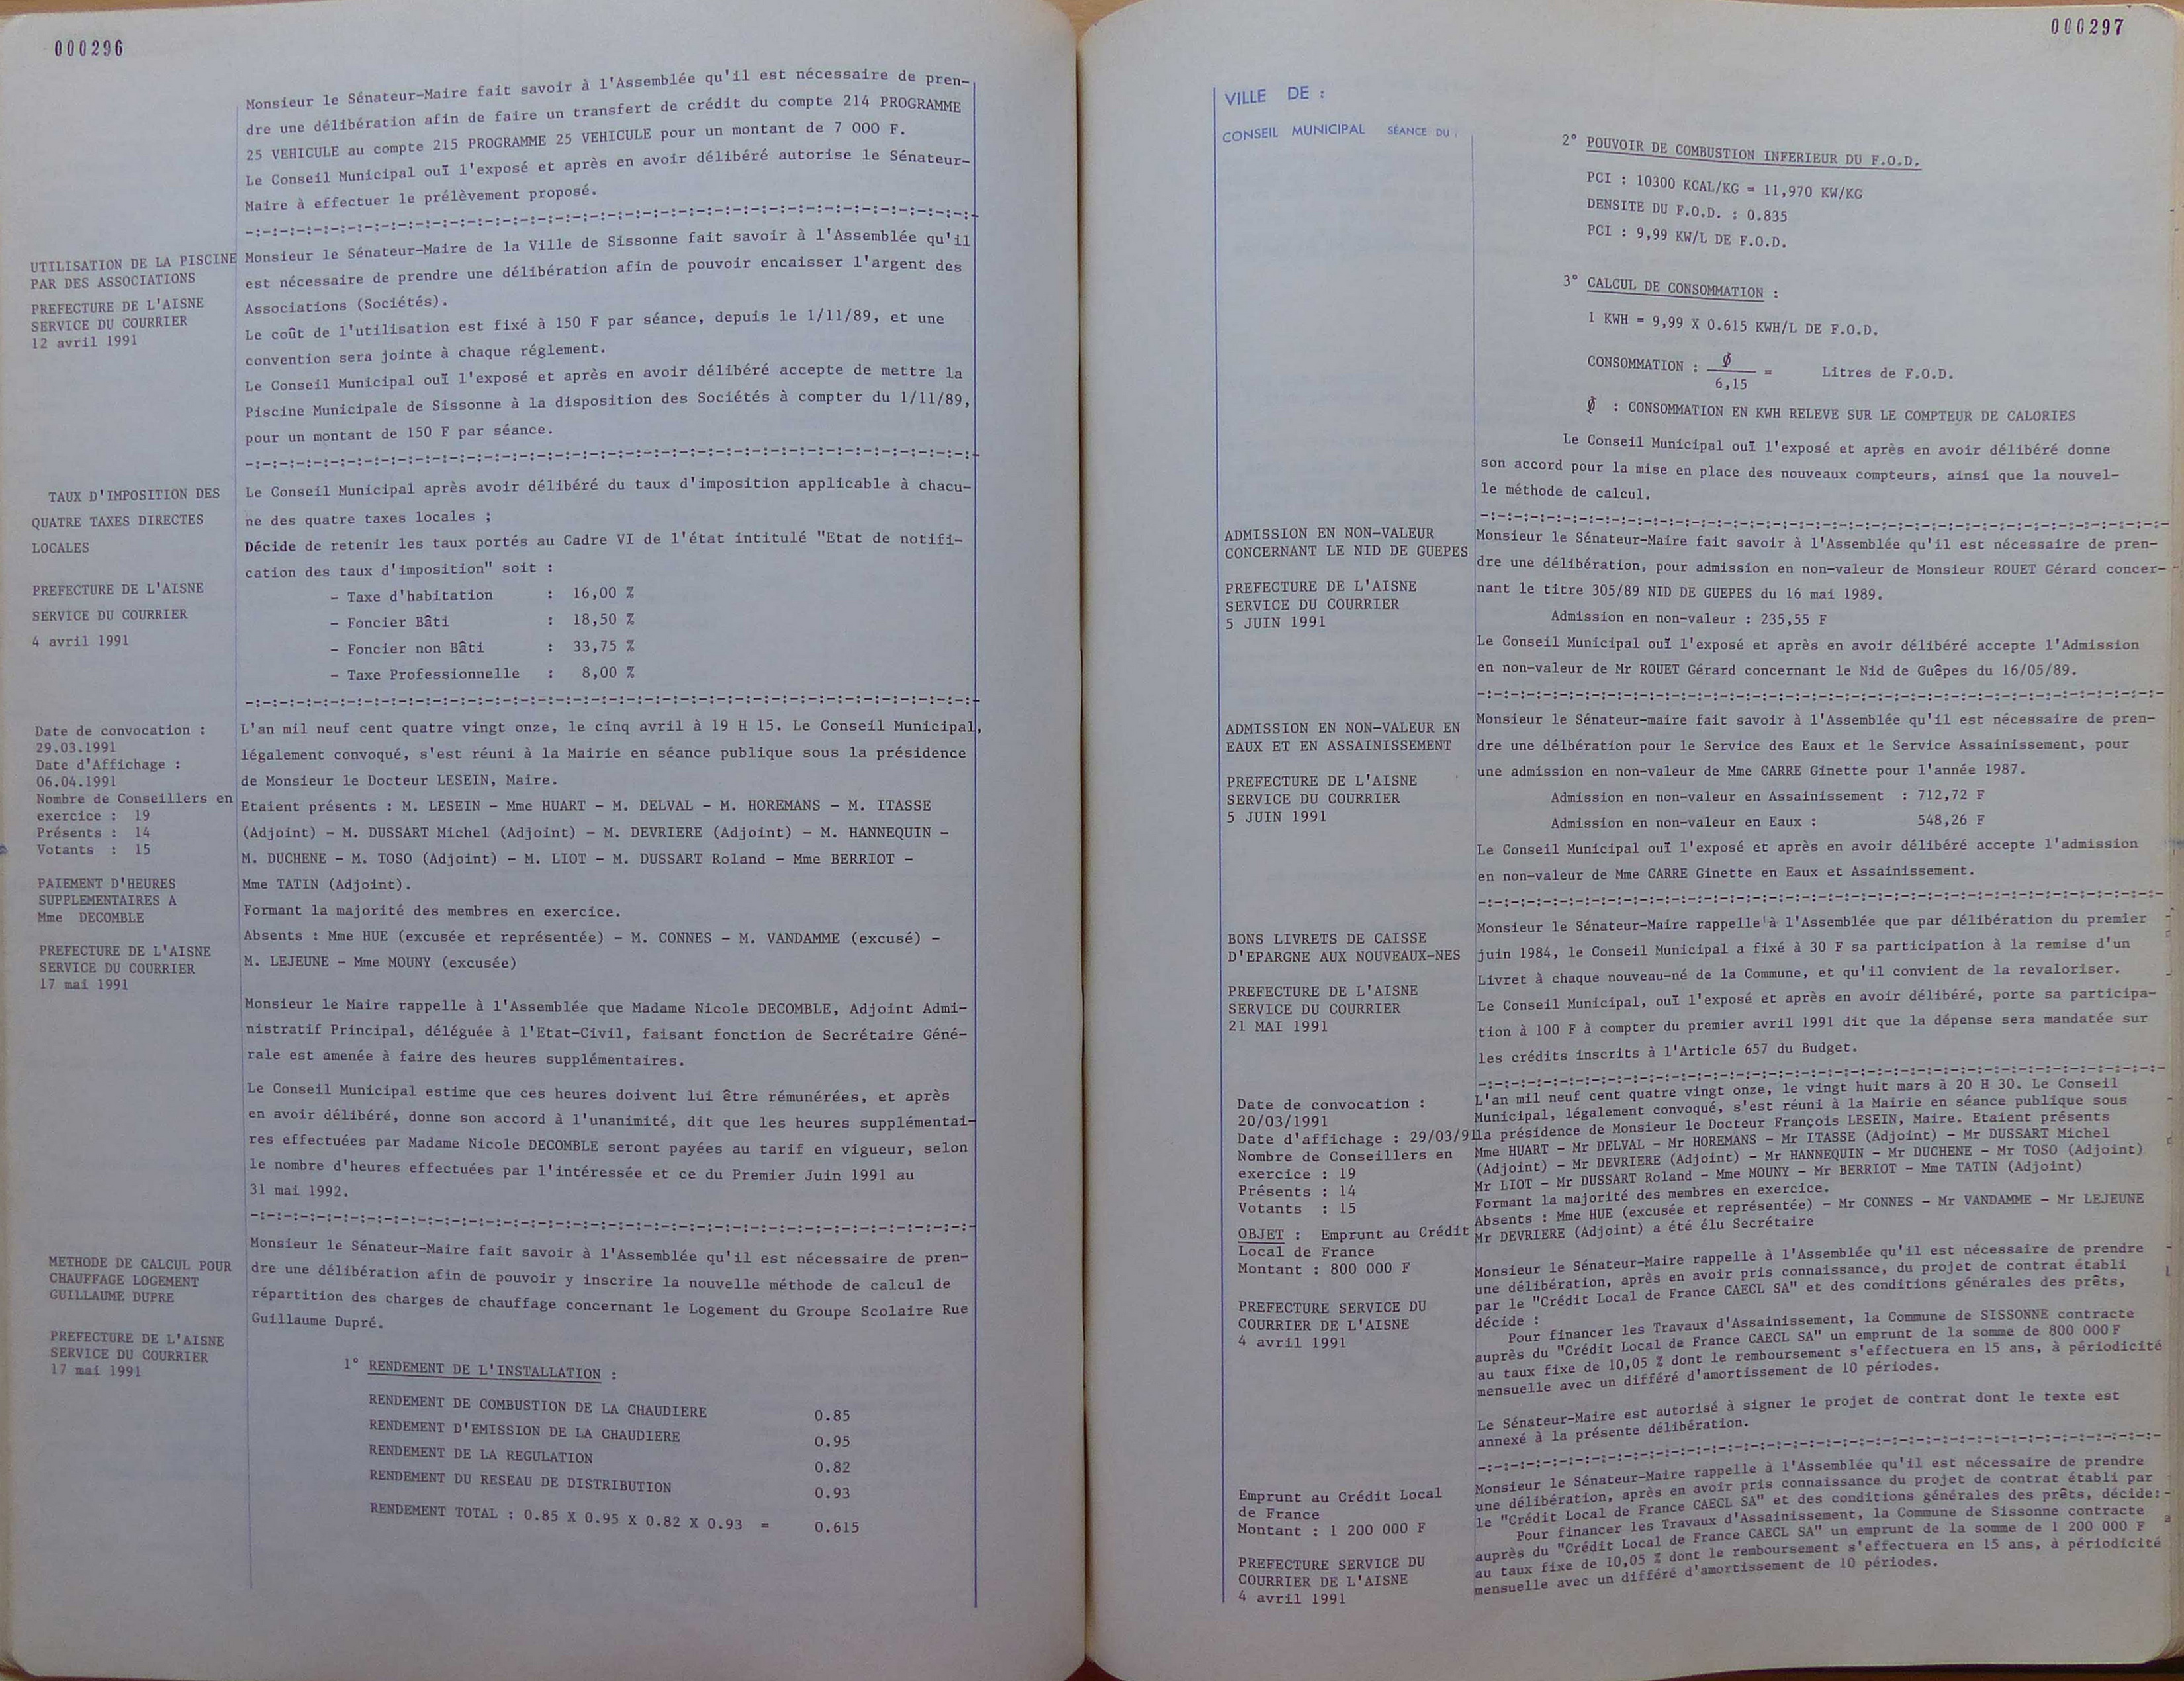 000296
Monsieur le Sénateur-Maire fait savoir à l'Assemblée qu'il est nécessaire de pren-
dre une délibération afin de faire un transfert de crédit du compte 214 PROGRAMME
25 VEHICULE au compte 215 PROGRAMME 25 VEHICULE pour un montant de 7 000 F.
Le Conseil Municipal ouï l'exposé et après en avoir délibéré autorise le Sénateur-
Maire à effectuer le prélèvement proposé.
-:-:-:-:-:-:-:-:-:-:-:-:-:-:-:-:-:-:-:-:-:-:-:-:-:-:-:-:-:-:-:-:-:-:-:-:-:-
UTILISATION DE LA PISCINE
PAR DES ASSOCIATIONS
PREFECTURE DE L'AISNE
SERVICE DU COURRIER
12 avril 1991
Monsieur le Sénateur-Maire de la Ville de Sissonne fait savoir à l'Assemblée qu'il
est nécessaire de prendre une délibération afin de pouvoir encaisser l'argent des
Associations (Sociétés).
Le coût de l'utilisation est fixé à 150 F par séance, depuis le 1/11/89, et une
convention sera jointe à chaque réglement.
Le Conseil Municipal ouï l'exposé et après en avoir délibéré accepte de mettre la
Piscine Municipale de Sissonne à la disposition des Sociétés à compter du 1/11/89,
pour un montant de 150 F par séance.
-:-:-:-:-:-:-:-:-:-:-:-:-:-:-:-:-:-:-:-:-:-:-:-:-:-:-:-:-:-:-:-:-:-:-:-:-:-
TAUX D'IMPOSITION DES
QUATRE TAXES DIRECTES
LOCALES
PREFECTURE DE L'AISNE
SERVICE DU COURRIER
4 avril 1991
Le Conseil Municipal après avoir délibéré du taux d'imposition applicable à chacu-
ne des quatre taxes locales ;
Décide de retenir les taux portés au Cadre VI de l'état intitulé "Etat de notifi-
cation des taux d'imposition" soit :
- Taxe d'habitation : 16,00 %
- Foncier Bâti : 18,50 %
- Foncier non Bâti : 33,75 %
- Taxe Professionnelle : 8,00 %
-:-:-:-:-:-:-:-:-:-:-:-:-:-:-:-:-:-:-:-:-:-:-:-:-:-:-:-:-:-:-:-:-:-:-:-:-:-
Date de convocation :
29.03.1991
Date d'Affichage :
06.04.1991
Nombre de Conseillers en
exercice : 19
Présents : 14
Votants : 15
PAIEMENT D'HEURES
SUPPLEMENTAIRES A
Mme DECOMBLE
PREFECTURE DE L'AISNE
SERVICE DU COURRIER
17 mai 1991
L'an mil neuf cent quatre vingt onze, le cinq avril à 19 H 15. Le Conseil Municipal,
légalement convoqué, s'est réuni à la Mairie en séance publique sous la présidence
de Monsieur le Docteur LESEIN, Maire.
Etaient présents : M. LESEIN - Mme HUART - M. DELVAL - M. HOREMANS - M. ITASSE
(Adjoint) - M. DUSSART Michel (Adjoint) - M. DEVRIERE (Adjoint) - M. HANNEQUIN -
M. DUCHENE - M. TOSO (Adjoint) - M. LIOT - M. DUSSART Roland - Mme BERRIOT -
Mme TATIN (Adjoint).
Formant la majorité des membres en exercice.
Absents : Mme HUE (excusée et représentée) - M. CONNES - M. VANDAMME (excusé) -
M. LEJEUNE - Mme MOUNY (excusée)
Monsieur le Maire rappelle à l'Assemblée que Madame Nicole DECOMBLE, Adjoint Admi-
nistratif Principal, déléguée à l'Etat-Civil, faisant fonction de Secrétaire Géné-
rale est amenée à faire des heures supplémentaires.
Le Conseil Municipal estime que ces heures doivent lui être rémunérées, et après
en avoir délibéré, donne son accord à l'unanimité, dit que les heures supplémentai-
res effectuées par Madame Nicole DECOMBLE seront payées au tarif en vigueur, selon
le nombre d'heures effectuées par l'intéressée et ce du Premier Juin 1991 au
31 mai 1992.
-:-:-:-:-:-:-:-:-:-:-:-:-:-:-:-:-:-:-:-:-:-:-:-:-:-:-:-:-:-:-:-:-:-:-:-:-:-
METHODE DE CALCUL POUR
CHAUFFAGE LOGEMENT
GUILLAUME DUPRE
PREFECTURE DE L'AISNE
SERVICE DU COURRIER
17 mai 1991
Monsieur le Sénateur-Maire fait savoir à l'Assemblée qu'il est nécessaire de pren-
dre une délibération afin de pouvoir y inscrire la nouvelle méthode de calcul de
répartition des charges de chauffage concernant le Logement du Groupe Scolaire Rue
Guillaume Dupré.
1° RENDEMENT DE L'INSTALLATION :
RENDEMENT DE COMBUSTION DE LA CHAUDIERE 0.85
RENDEMENT D'EMISSION DE LA CHAUDIERE 0.95
RENDEMENT DE LA REGULATION 0.82
RENDEMENT DU RESEAU DE DISTRIBUTION 0.93
RENDEMENT TOTAL : 0.85 X 0.95 X 0.82 X 0.93 = 0.615
000297
VILLE DE :
CONSEIL MUNICIPAL SÉANCE DU :
2° POUVOIR DE COMBUSTION INFERIEUR DU F.O.D.
PCI : 10300 KCAL/KG = 11,970 KW/KG
DENSITE DU F.O.D. : 0.835
PCI : 9,99 KW/L DE F.O.D.
3° CALCUL DE CONSOMMATION :
1 KWH = 9,99 X 0.615 KWH/L DE F.O.D.
CONSOMMATION : ∅ / 6,15 = Litres de F.O.D.
∅ : CONSOMMATION EN KWH RELEVE SUR LE COMPTEUR DE CALORIES
Le Conseil Municipal ouï l'exposé et après en avoir délibéré donne
son accord pour la mise en place des nouveaux compteurs, ainsi que la nouvel-
le méthode de calcul.
-:-:-:-:-:-:-:-:-:-:-:-:-:-:-:-:-:-:-:-:-:-:-:-:-:-:-:-:-:-:-:-:-:-:-:-:-:-
ADMISSION EN NON-VALEUR
CONCERNANT LE NID DE GUEPES
PREFECTURE DE L'AISNE
SERVICE DU COURRIER
5 JUIN 1991
Monsieur le Sénateur-Maire fait savoir à l'Assemblée qu'il est nécessaire de pren-
dre une délibération, pour admission en non-valeur de Monsieur ROUET Gérard concer-
nant le titre 305/89 NID DE GUEPES du 16 mai 1989.
Admission en non-valeur : 235,55 F
Le Conseil Municipal ouï l'exposé et après en avoir délibéré accepte l'Admission
en non-valeur de Mr ROUET Gérard concernant le Nid de Guêpes du 16/05/89.
-:-:-:-:-:-:-:-:-:-:-:-:-:-:-:-:-:-:-:-:-:-:-:-:-:-:-:-:-:-:-:-:-:-:-:-:-:-
ADMISSION EN NON-VALEUR EN
EAUX ET EN ASSAINISSEMENT
PREFECTURE DE L'AISNE
SERVICE DU COURRIER
5 JUIN 1991
Monsieur le Sénateur-maire fait savoir à l'Assemblée qu'il est nécessaire de pren-
dre une délbération pour le Service des Eaux et le Service Assainissement, pour
une admission en non-valeur de Mme CARRE Ginette pour l'année 1987.
Admission en non-valeur en Assainissement : 712,72 F
Admission en non-valeur en Eaux : 548,26 F
Le Conseil Municipal ouï l'exposé et après en avoir délibéré accepte l'admission
en non-valeur de Mme CARRE Ginette en Eaux et Assainissement.
-:-:-:-:-:-:-:-:-:-:-:-:-:-:-:-:-:-:-:-:-:-:-:-:-:-:-:-:-:-:-:-:-:-:-:-:-:-
BONS LIVRETS DE CAISSE
D'EPARGNE AUX NOUVEAUX-NES
PREFECTURE DE L'AISNE
SERVICE DU COURRIER
21 MAI 1991
Monsieur le Sénateur-Maire rappelle à l'Assemblée que par délibération du premier
juin 1984, le Conseil Municipal a fixé à 30 F sa participation à la remise d'un
Livret à chaque nouveau-né de la Commune, et qu'il convient de la revaloriser.
Le Conseil Municipal, ouï l'exposé et après en avoir délibéré, porte sa participa-
tion à 100 F à compter du premier avril 1991 dit que la dépense sera mandatée sur
les crédits inscrits à l'Article 657 du Budget.
-:-:-:-:-:-:-:-:-:-:-:-:-:-:-:-:-:-:-:-:-:-:-:-:-:-:-:-:-:-:-:-:-:-:-:-:-:-
Date de convocation :
20/03/1991
Date d'affichage : 29/03/91
Nombre de Conseillers en
exercice : 19
Présents : 14
Votants : 15
OBJET : Emprunt au Crédit
Local de France
Montant : 800 000 F
PREFECTURE SERVICE DU
COURRIER DE L'AISNE
4 avril 1991
L'an mil neuf cent quatre vingt onze, le vingt huit mars à 20 H 30. Le Conseil
Municipal, légalement convoqué, s'est réuni à la Mairie en séance publique sous
la présidence de Monsieur le Docteur François LESEIN, Maire. Etaient présents
Mme HUART - Mr DELVAL - Mr HOREMANS - Mr ITASSE (Adjoint) - Mr DUSSART Michel
(Adjoint) - Mr DEVRIERE (Adjoint) - Mr HANNEQUIN - Mr DUCHENE - Mr TOSO (Adjoint)
Mr LIOT - Mr DUSSART Roland - Mme MOUNY - Mr BERRIOT - Mme TATIN (Adjoint)
Formant la majorité des membres en exercice.
Absents : Mme HUE (excusée et représentée) - Mr CONNES - Mr VANDAMME - Mr LEJEUNE
Mr DEVRIERE (Adjoint) a été élu Secrétaire
Monsieur le Sénateur-Maire rappelle à l'Assemblée qu'il est nécessaire de prendre
une délibération, après en avoir pris connaissance, du projet de contrat établi
par le "Crédit Local de France CAECL SA" et des conditions générales des prêts,
décide :
Pour financer les Travaux d'Assainissement, la Commune de SISSONNE contracte
auprès du "Crédit Local de France CAECL SA" un emprunt de la somme de 800 000 F
au taux fixe de 10,05 % dont le remboursement s'effectuera en 15 ans, à périodicité
mensuelle avec un différé d'amortissement de 10 périodes.
Le Sénateur-Maire est autorisé à signer le projet de contrat dont le texte est
annexé à la présente délibération.
-:-:-:-:-:-:-:-:-:-:-:-:-:-:-:-:-:-:-:-:-:-:-:-:-:-:-:-:-:-:-:-:-:-:-:-:-:-
Emprunt au Crédit Local
de France
Montant : 1 200 000 F
PREFECTURE SERVICE DU
COURRIER DE L'AISNE
4 avril 1991
Monsieur le Sénateur-Maire rappelle à l'Assemblée qu'il est nécessaire de prendre
une délibération, après en avoir pris connaissance du projet de contrat établi par
le "Crédit Local de France CAECL SA" et des conditions générales des prêts, décide:
Pour financer les Travaux d'Assainissement, la Commune de Sissonne contracte
auprès du "Crédit Local de France CAECL SA" un emprunt de la somme de 1 200 000 F
au taux fixe de 10,05 % dont le remboursement s'effectuera en 15 ans, à périodicité
mensuelle avec un différé d'amortissement de 10 périodes.